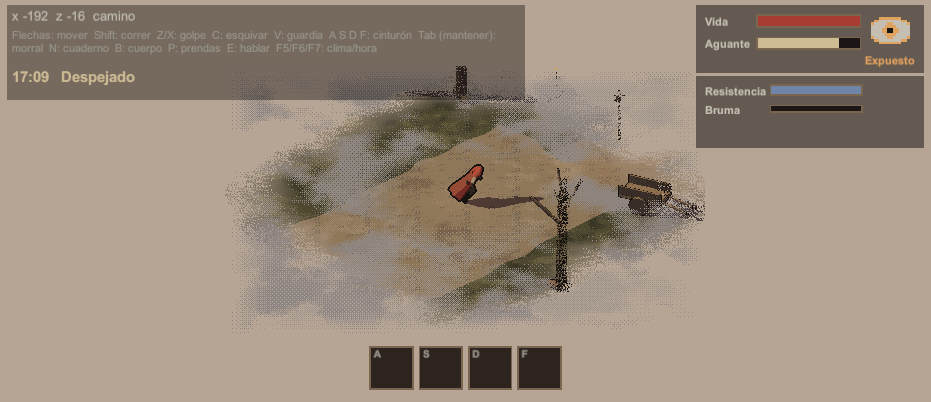 x -192  z -16  camino
Flechas: mover  Shift: correr  Z/X: golpe  C: esquivar  V: guardia  A S D F: cinturón  Tab (mantener):
morral  N: cuaderno  B: cuerpo  P: prendas  E: hablar  F5/F6/F7: clima/hora
17:09  Despejado
Vida
Aguante
Expuesto
Resistencia
Bruma
A  S  D  F